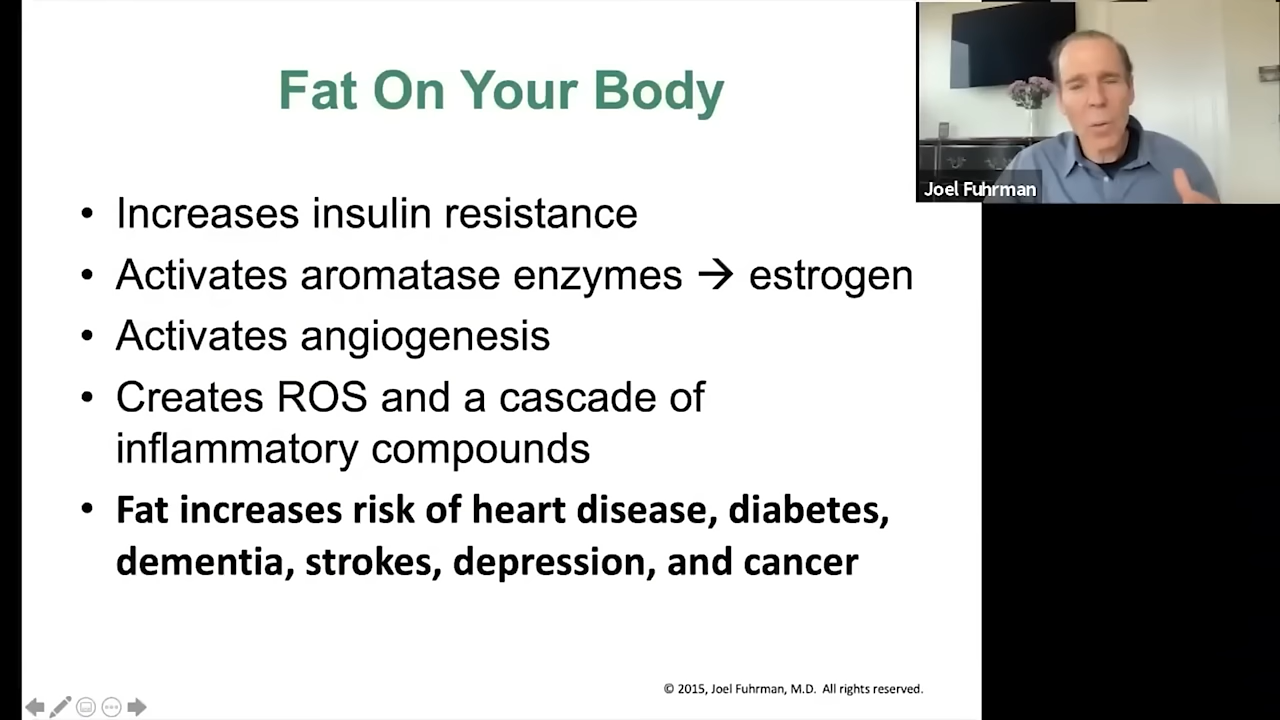 Fat On Your Body
• Increases insulin resistance
• Activates aromatase enzymes → estrogen
• Activates angiogenesis
• Creates ROS and a cascade of
inflammatory compounds
• Fat increases risk of heart disease, diabetes,
dementia, strokes, depression, and cancer
© 2015, Joel Fuhrman, M.D.  All rights reserved.
Joel Fuhrman